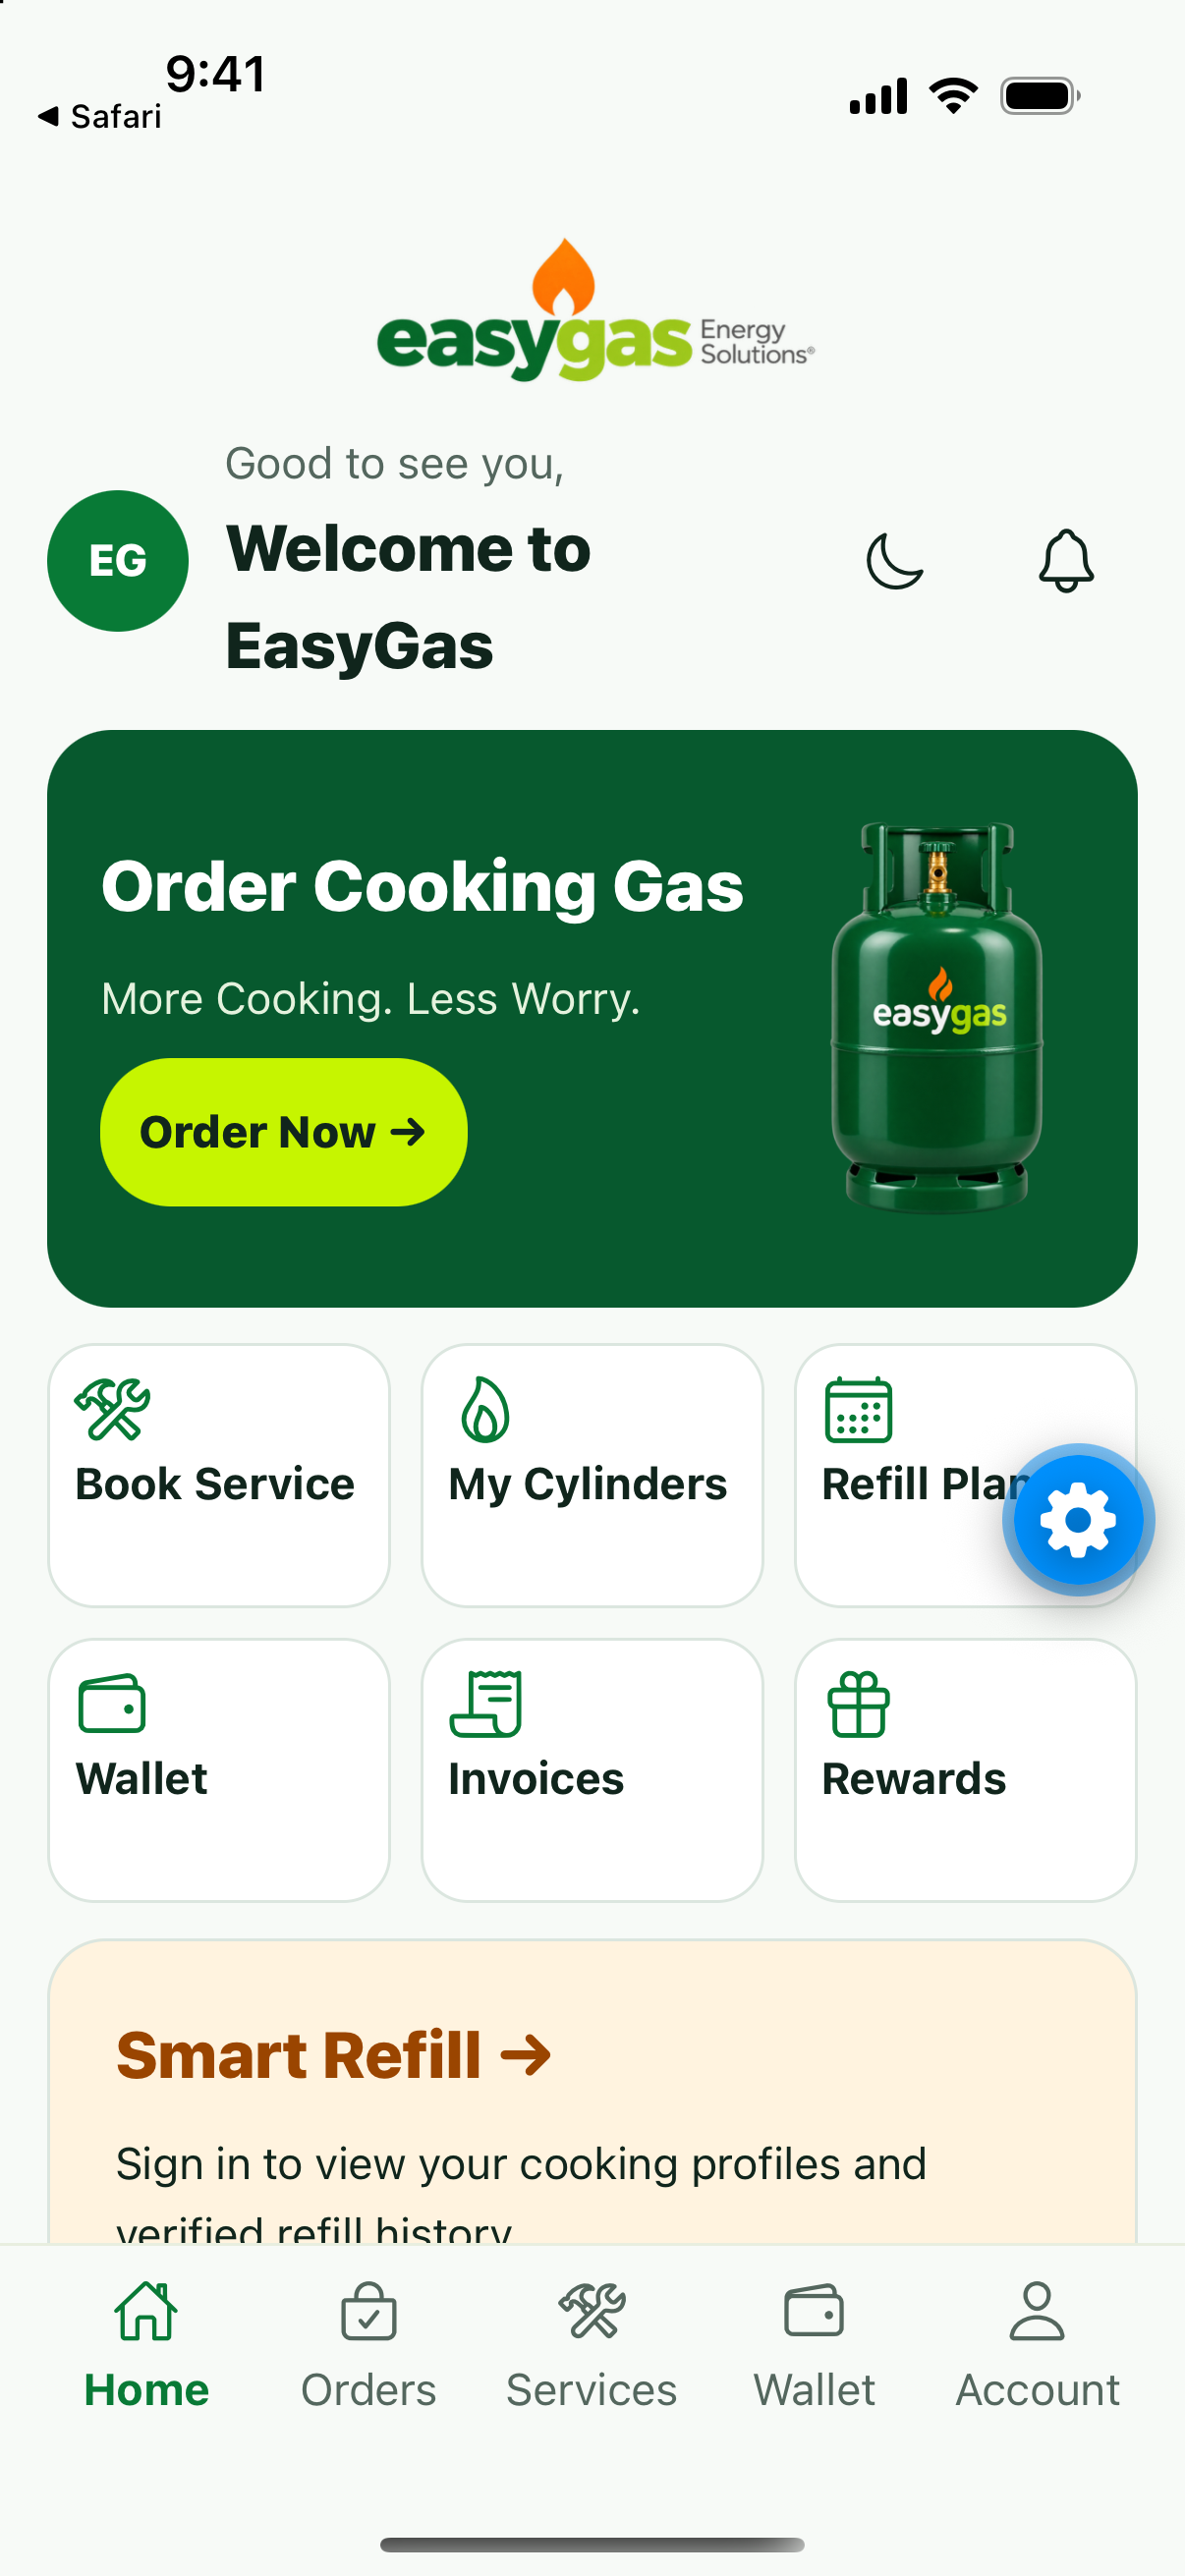 9:41
Safari
easygas Energy
Solutions®
Good to see you,
EG
Welcome to
EasyGas
Order Cooking Gas
More Cooking. Less Worry.
easygas
Order Now →
Book Service
My Cylinders
Refill Plan
Wallet
Invoices
Rewards
Smart Refill →
Sign in to view your cooking profiles and
verified refill history
Home
Orders
Services
Wallet
Account